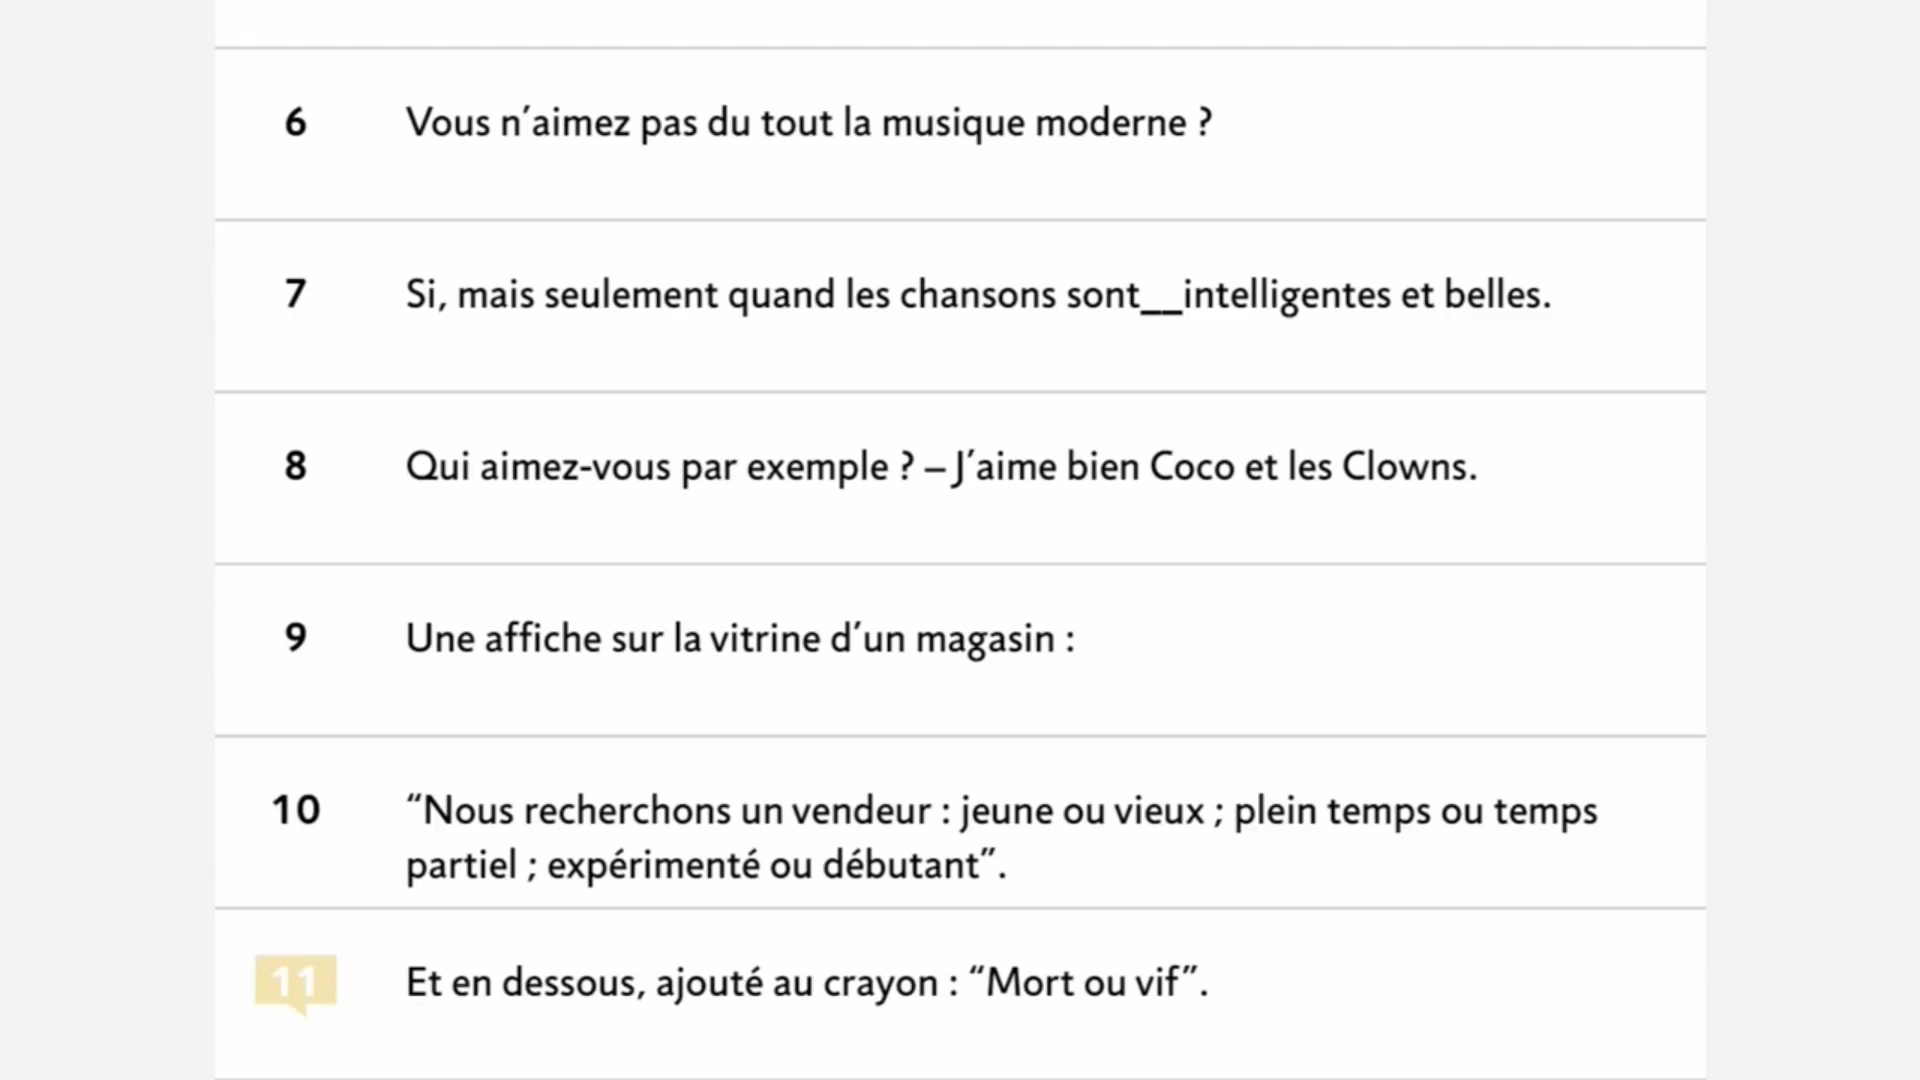 6 Vous n´aimez pas du tout la musique moderne ?
7 Si, mais seulement quand les chansons sont__intelligentes et belles.
8 Qui aimez-vous par exemple ? – J´aime bien Coco et les Clowns.
9 Une affiche sur la vitrine d´un magasin :
10 “Nous recherchons un vendeur : jeune ou vieux ; plein temps ou temps
partiel ; expérimenté ou débutant”.
11 Et en dessous, ajouté au crayon : “Mort ou vif”.